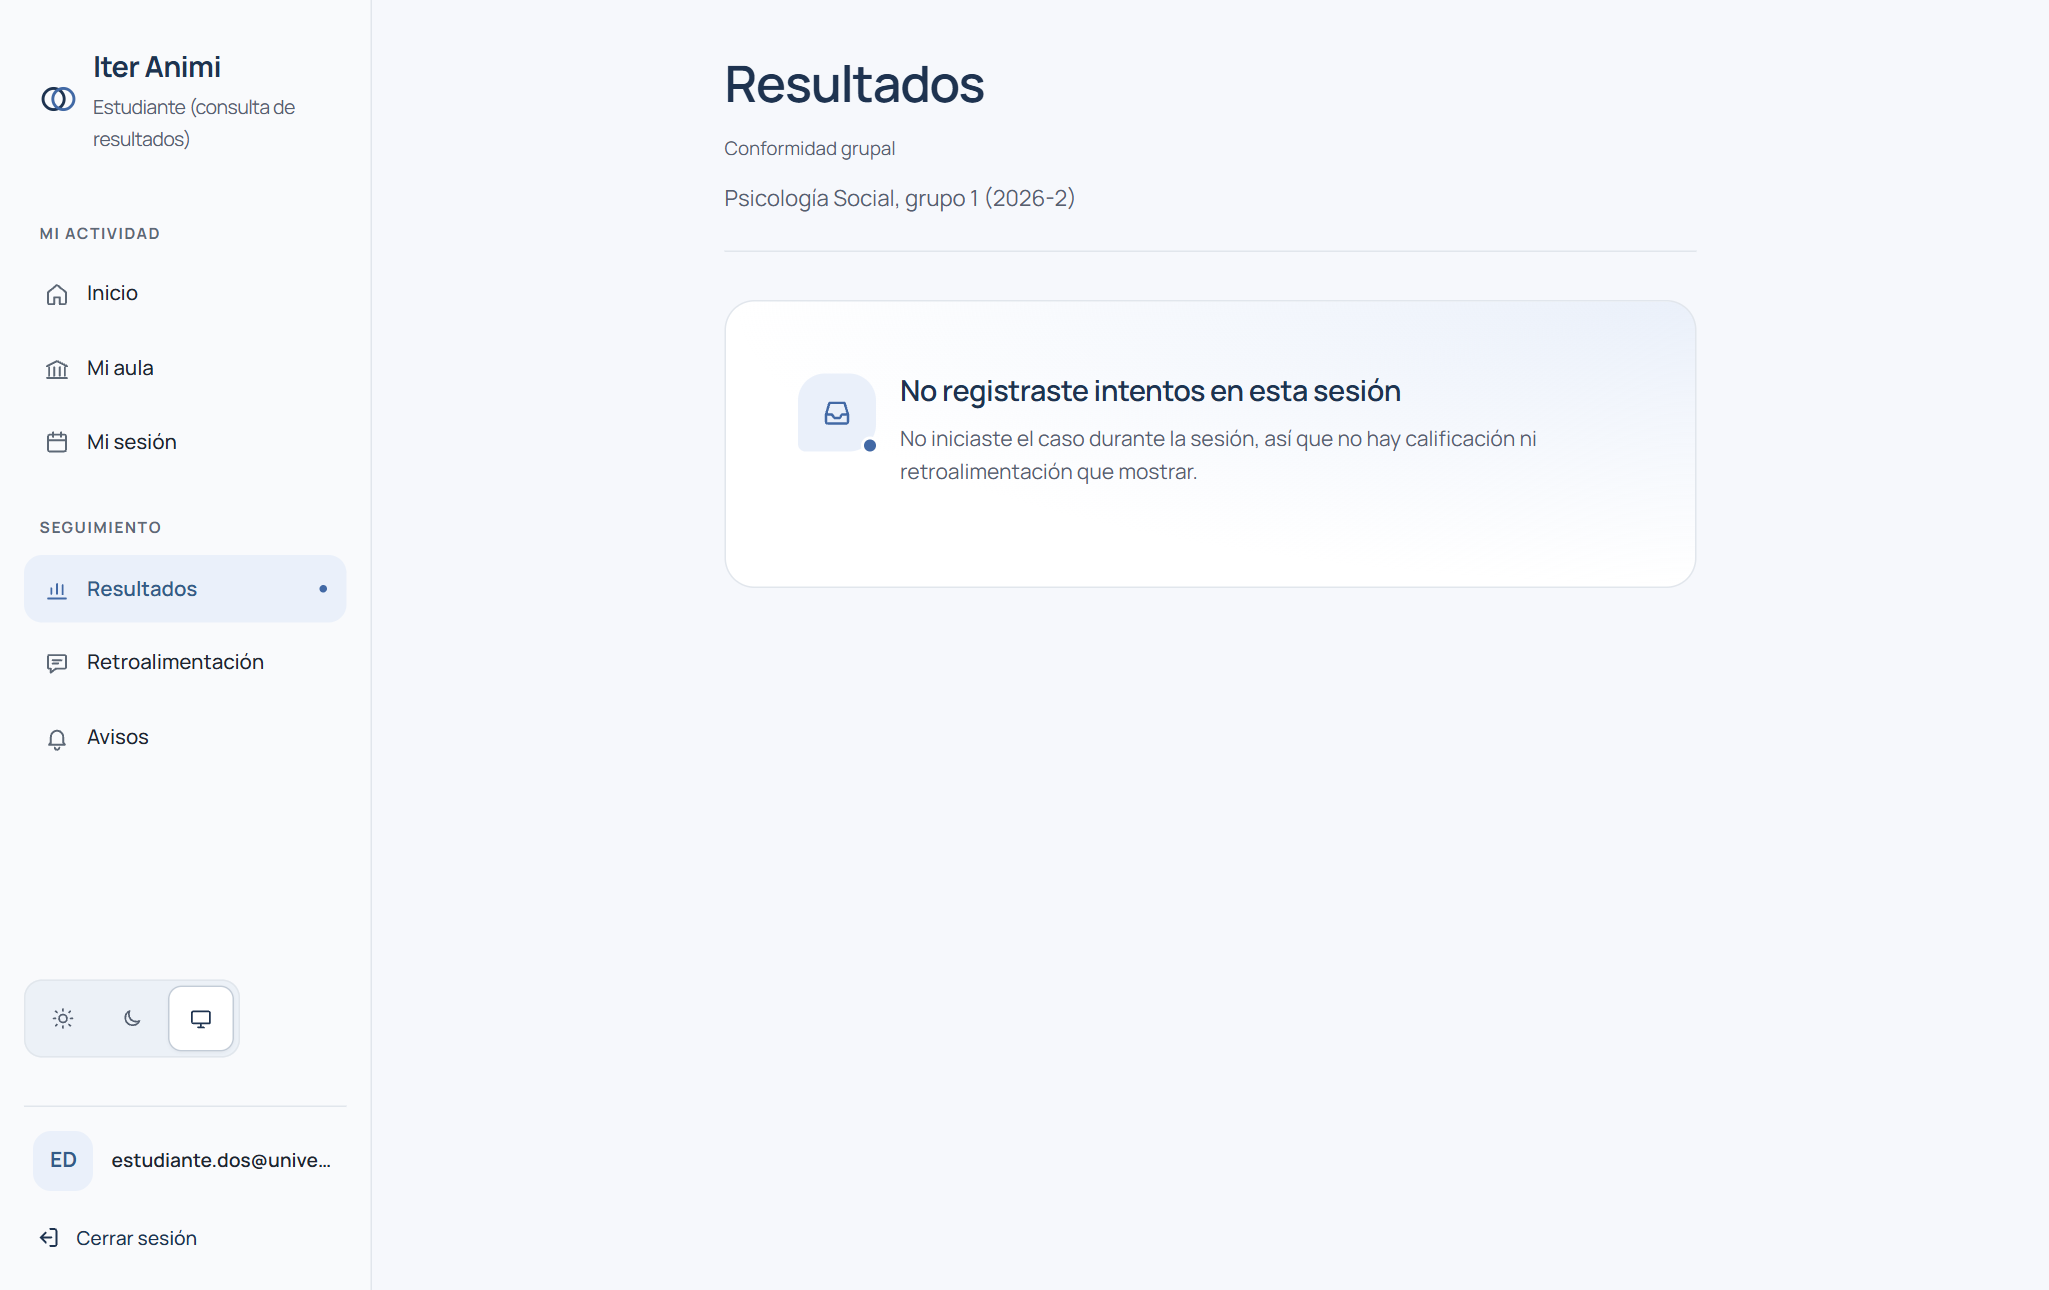 Iter Animi
Estudiante (consulta de
resultados)
MI ACTIVIDAD
Inicio
Mi aula
Mi sesión
SEGUIMIENTO
Resultados
Retroalimentación
Avisos
ED
estudiante.dos@unive...
Cerrar sesión
Resultados
Conformidad grupal
Psicología Social, grupo 1 (2026-2)
No registraste intentos en esta sesión
No iniciaste el caso durante la sesión, así que no hay calificación ni
retroalimentación que mostrar.